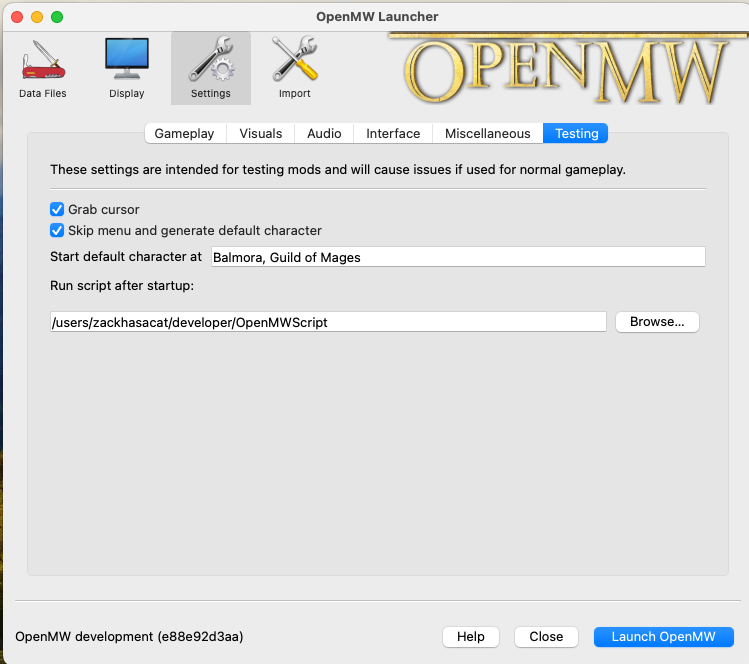 OpenMW Launcher
OPENMW
Data Files
Display
Settings
Import
Gameplay
Visuals
Audio
Interface
Miscellaneous
Testing
These settings are intended for testing mods and will cause issues if used for normal gameplay.
Grab cursor
Skip menu and generate default character
Start default character at Balmora, Guild of Mages
Run script after startup:
/users/zackhasacat/developer/OpenMWScript Browse...
OpenMW development (e88e92d3aa) Help Close Launch OpenMW